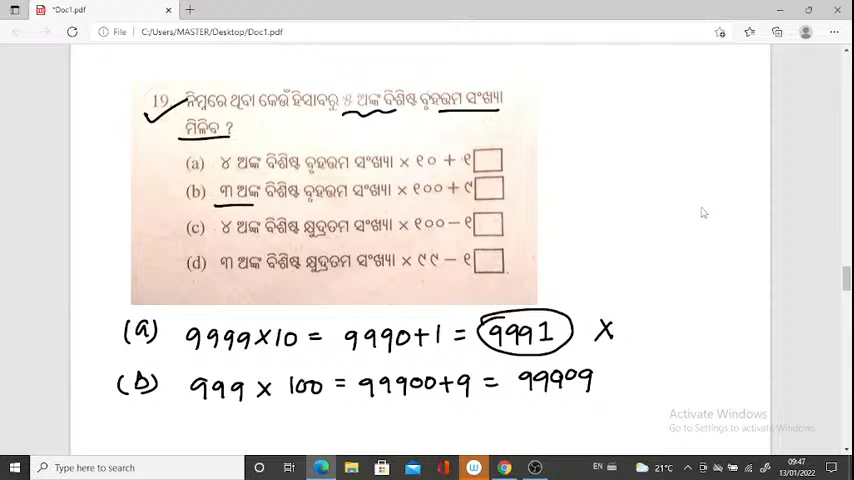 *Doc1.pdf
File C:/Users/MASTER/Desktop/Doc1.pdf
19 ନିମ୍ନରେ ଥିବା କେଉଁ ହିସାବରୁ ୫ ଅଙ୍କ ବିଶିଷ୍ଟ ବୃହତ୍ତମ ସଂଖ୍ୟା
ମିଳିବ ?
(a) ୪ ଅଙ୍କ ବିଶିଷ୍ଟ ବୃହତ୍ତମ ସଂଖ୍ୟା × ୧୦ + ୧
(b) ୩ ଅଙ୍କ ବିଶିଷ୍ଟ ବୃହତ୍ତମ ସଂଖ୍ୟା × ୧୦୦ + ୯
(c) ୪ ଅଙ୍କ ବିଶିଷ୍ଟ କ୍ଷୁଦ୍ରତମ ସଂଖ୍ୟା × ୧୦୦ – ୧
(d) ୩ ଅଙ୍କ ବିଶିଷ୍ଟ କ୍ଷୁଦ୍ରତମ ସଂଖ୍ୟା × ୯୯ – ୧
(a) 9999×10 = 9990+1 = 9991 ×
(b) 999 × 100 = 99900+9 = 99909
Activate Windows
Go to Settings to activate Windows.
Type here to search
EN 21°C
09:47
13/01/2022